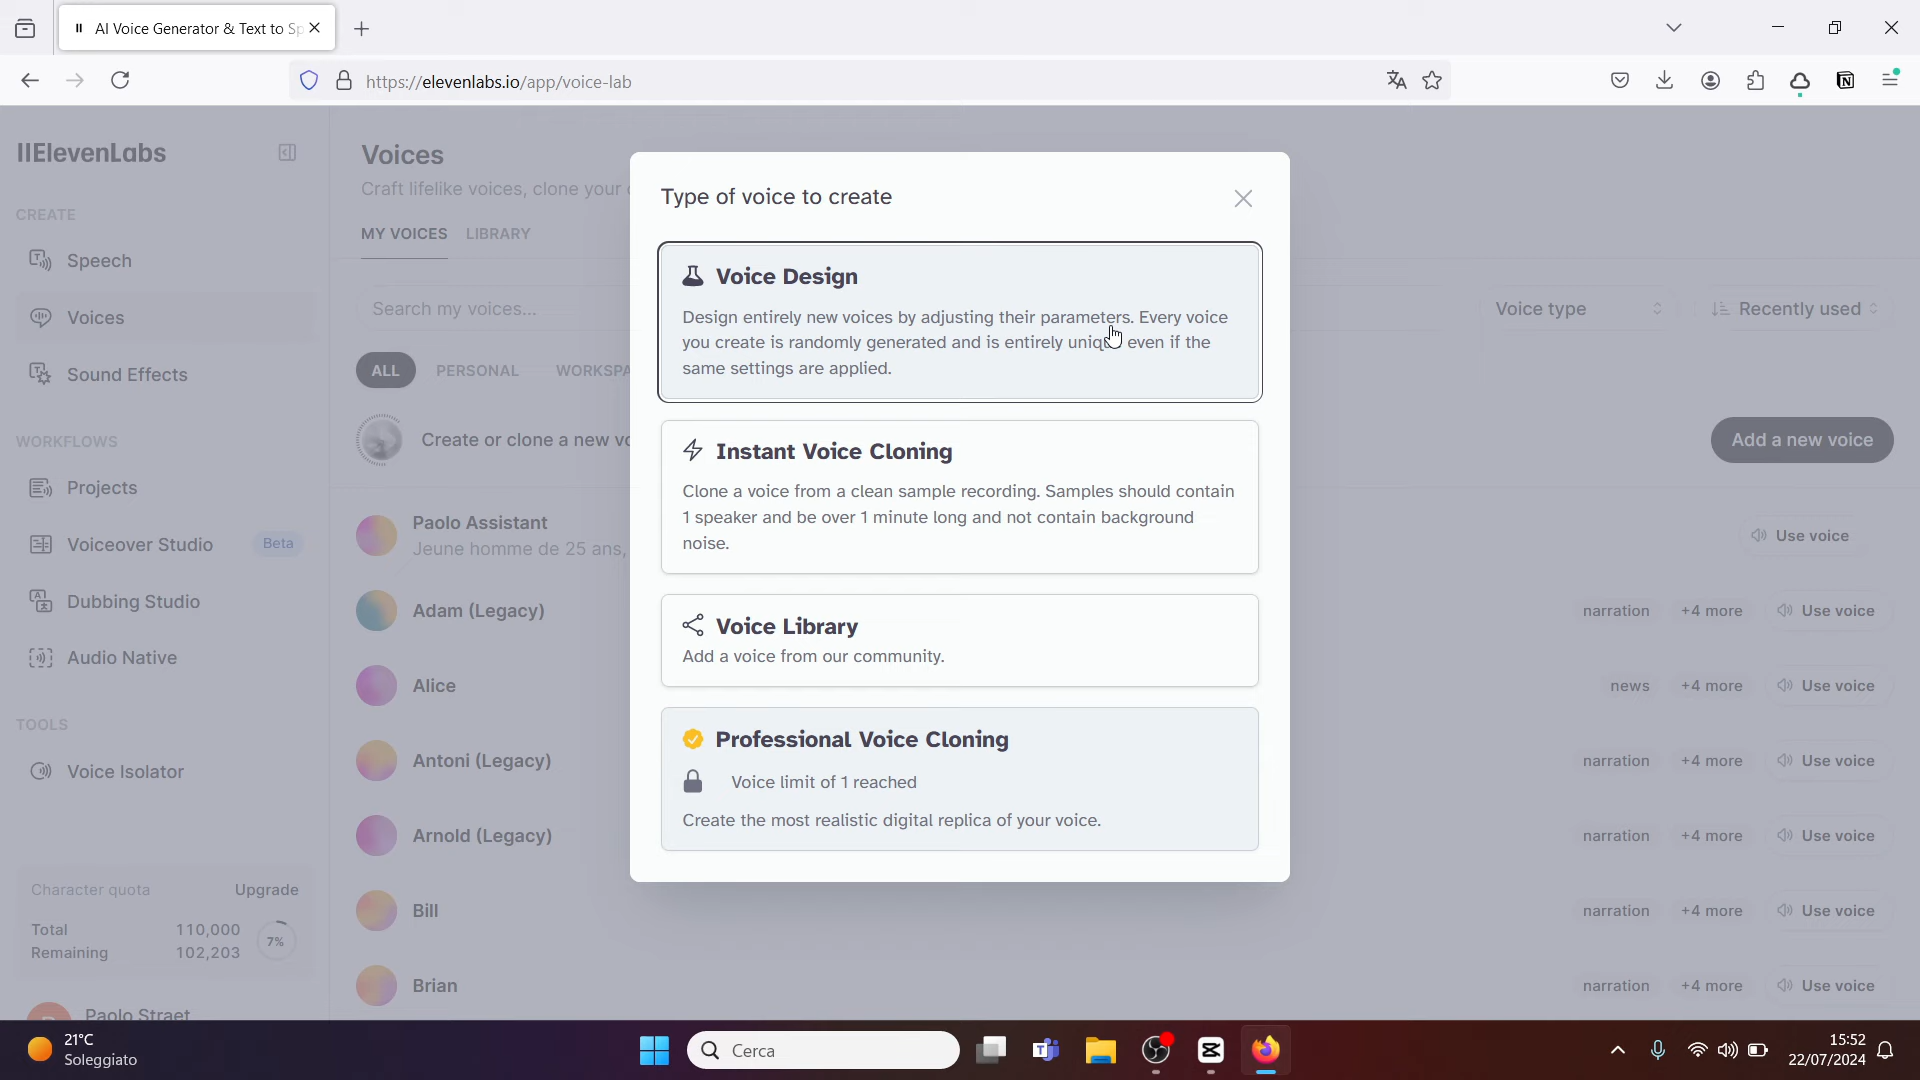 AI Voice Generator & Text to Sp
https://elevenlabs.io/app/voice-lab
IIElevenLabs
CREATE
Speech
Voices
Sound Effects
WORKFLOWS
Projects
Voiceover Studio Beta
Dubbing Studio
Audio Native
TOOLS
Voice Isolator
Character quota Upgrade
Total 110,000
Remaining 102,203
7%
Paolo Straet
Voices
Craft lifelike voices, clone your
MY VOICES LIBRARY
Search my voices...
Voice type
Recently used
ALL PERSONAL
Create or clone a new
Add a new voice
Paolo Assistant
Jeune homme de 25 ans,
Use voice
Adam (Legacy)
narration +4 more Use voice
Alice
news +4 more Use voice
Antoni (Legacy)
narration +4 more Use voice
Arnold (Legacy)
narration +4 more Use voice
Bill
narration +4 more Use voice
Brian
narration +4 more Use voice
Type of voice to create
Voice Design
Design entirely new voices by adjusting their parameters. Every voice
you create is randomly generated and is entirely unique even if the
same settings are applied.
Instant Voice Cloning
Clone a voice from a clean sample recording. Samples should contain
1 speaker and be over 1 minute long and not contain background
noise.
Voice Library
Add a voice from our community.
Professional Voice Cloning
Voice limit of 1 reached
Create the most realistic digital replica of your voice.
21°C
Soleggiato
Cerca
15:52
22/07/2024